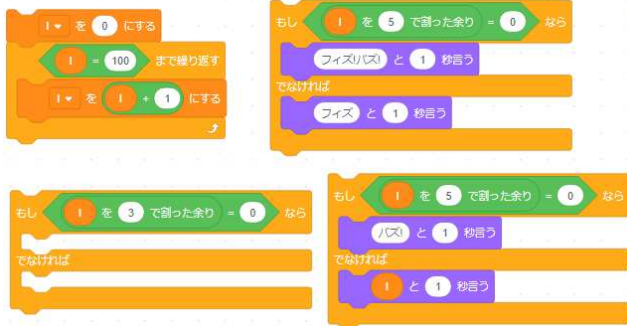 I を 0 にする
I = 100 まで繰り返す
I を I + 1 にする
もし I を 5 で割った余り = 0 なら
フィズ!バズ! と 1 秒言う
でなければ
フィズ と 1 秒言う
もし I を 3 で割った余り = 0 なら
でなければ
もし I を 5 で割った余り = 0 なら
バズ! と 1 秒言う
でなければ
I と 1 秒言う